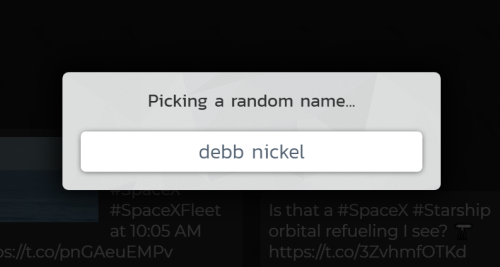 Picking a random name...
debb nickel
#SpaceX
#SpaceXFleet
at 10:05 AM
ps://t.co/pnGAeuEMPv
Is that a #SpaceX #Starship
orbital refueling I see?
https://t.co/3ZvhmfOTKd